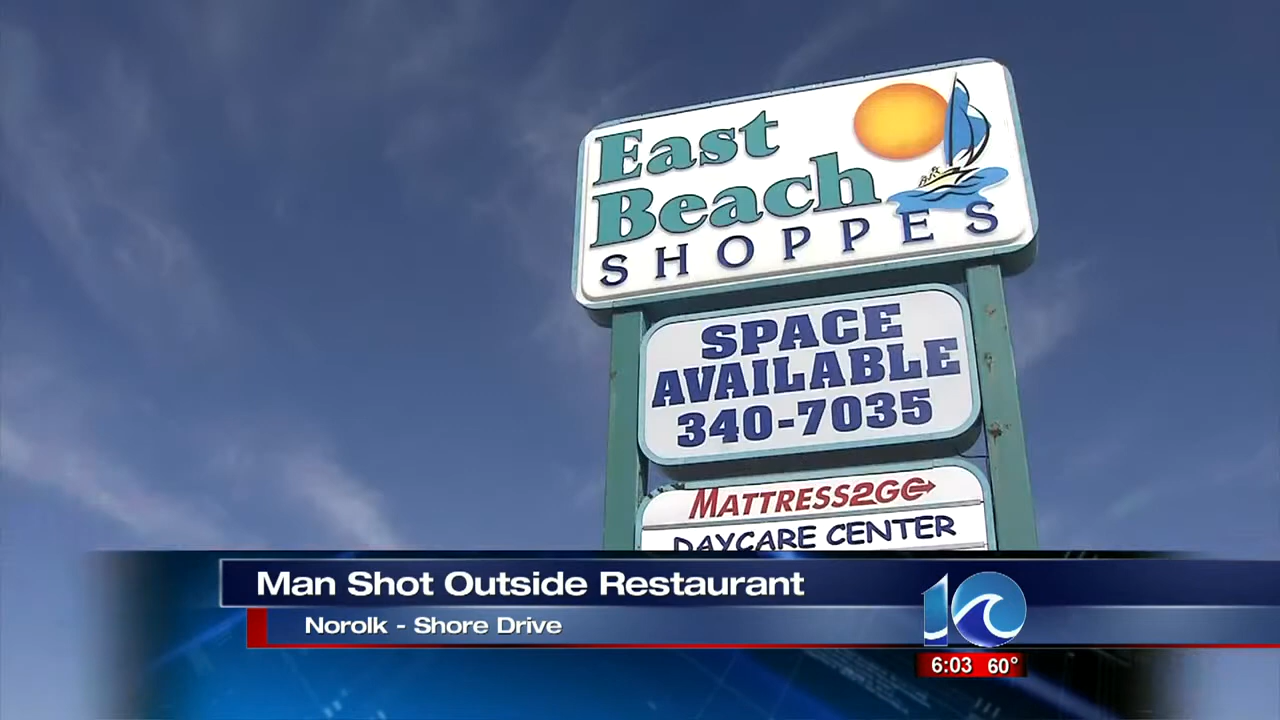 East
Beach
SHOPPES
SPACE
AVAILABLE
340-7035
MATTRESS2GO
DAYCARE CENTER
Man Shot Outside Restaurant
Norolk - Shore Drive
10
6:03 60°